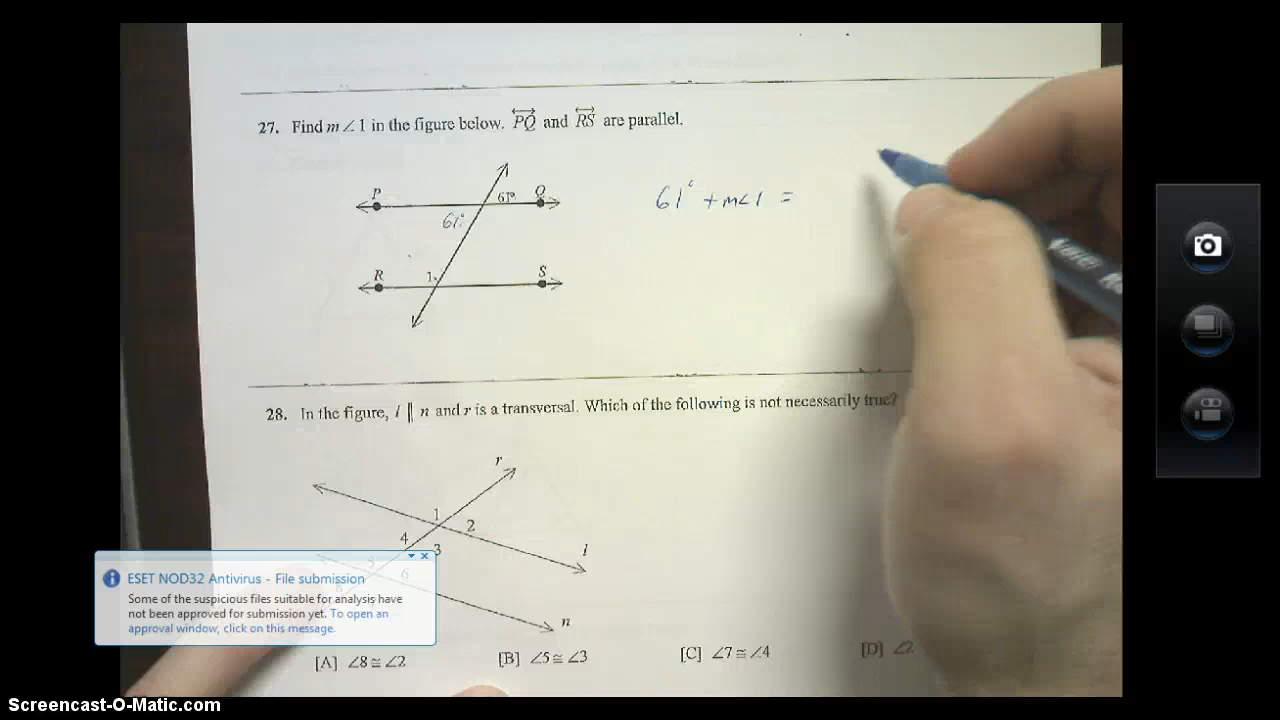 27. Find m∠1 in the figure below. PQ and RS are parallel.
P 61° Q
61°
61° + m∠1 =
R 1 S
28. In the figure, l ∥ n and r is a transversal. Which of the following is not necessarily true?
r
1
2
4
3
l
5
6
n
ESET NOD32 Antivirus - File submission
Some of the suspicious files suitable for analysis have
not been approved for submission yet. To open an
approval window, click on this message.
[A] ∠8 ≅ ∠2 [B] ∠5 ≅ ∠3 [C] ∠7 ≅ ∠4 [D] ∠2
Screencast-O-Matic.com